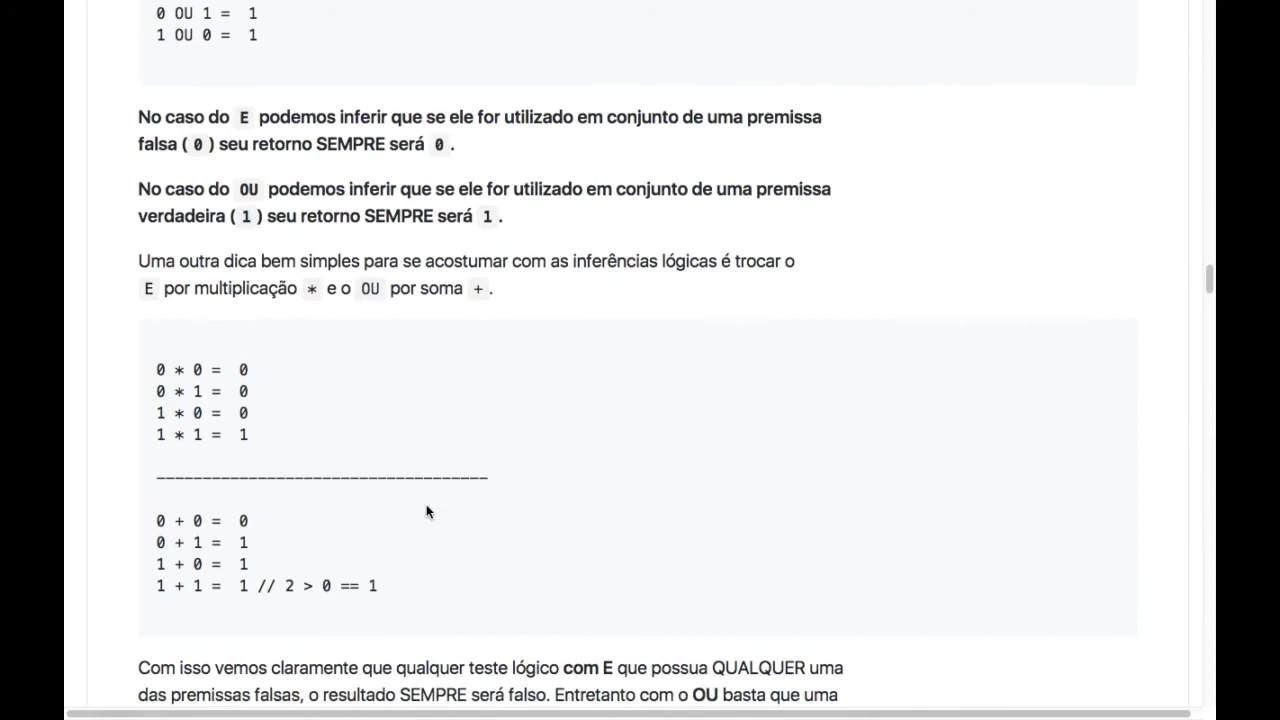 0 OU 1 =  1
1 OU 0 =  1
No caso do E podemos inferir que se ele for utilizado em conjunto de uma premissa
falsa ( 0 ) seu retorno SEMPRE será 0 .
No caso do OU podemos inferir que se ele for utilizado em conjunto de uma premissa
verdadeira ( 1 ) seu retorno SEMPRE será 1 .
Uma outra dica bem simples para se acostumar com as inferências lógicas é trocar o
E por multiplicação * e o OU por soma + .
0 * 0 =  0
0 * 1 =  0
1 * 0 =  0
1 * 1 =  1
------------------------------------
0 + 0 =  0
0 + 1 =  1
1 + 0 =  1
1 + 1 =  1 // 2 > 0 == 1
Com isso vemos claramente que qualquer teste lógico com E que possua QUALQUER uma
das premissas falsas, o resultado SEMPRE será falso. Entretanto com o OU basta que uma